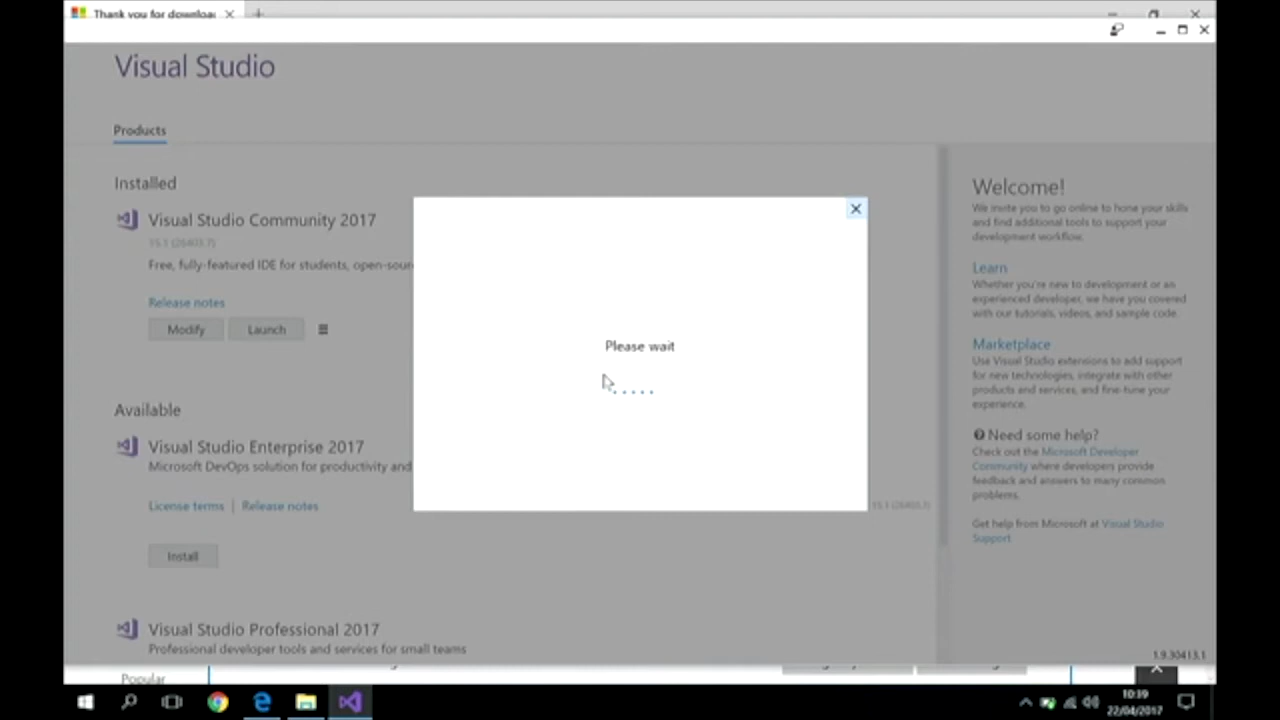 Thank you for downloa
Visual Studio
Products
Installed
Visual Studio Community 2017
15.1 (26403.7)
Free, fully-featured IDE for students, open-sour
Release notes
Modify
Launch
Available
Visual Studio Enterprise 2017
Microsoft DevOps solution for productivity and
License terms | Release notes
15.1 (26403.7)
Install
Visual Studio Professional 2017
Professional developer tools and services for small teams
Please wait
Welcome!
We invite you to go online to hone your skills
and find additional tools to support your
development workflow.
Learn
Whether you're new to development or an
experienced developer, we have you covered
with our tutorials, videos, and sample code.
Marketplace
Use Visual Studio extensions to add support
for new technologies, integrate with other
products and services, and fine-tune your
experience.
Need some help?
Check out the Microsoft Developer
Community where developers provide
feedback and answers to many common
problems.
Get help from Microsoft at Visual Studio
Support
1.9.30413.1
Popular
10:39
22/04/2017